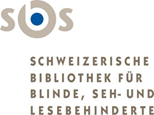 sbs
SCHWEIZERISCHE
BIBLIOTHEK FÜR
BLINDE, SEH- UND
LESEBEHINDERTE